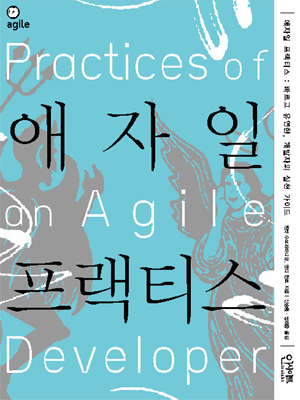 agile
Practices of
애자일
an Agile
프랙티스
Developer
애자일 프랙티스 : 빠르고 유연한, 개발자의 실천 가이드
인사이트